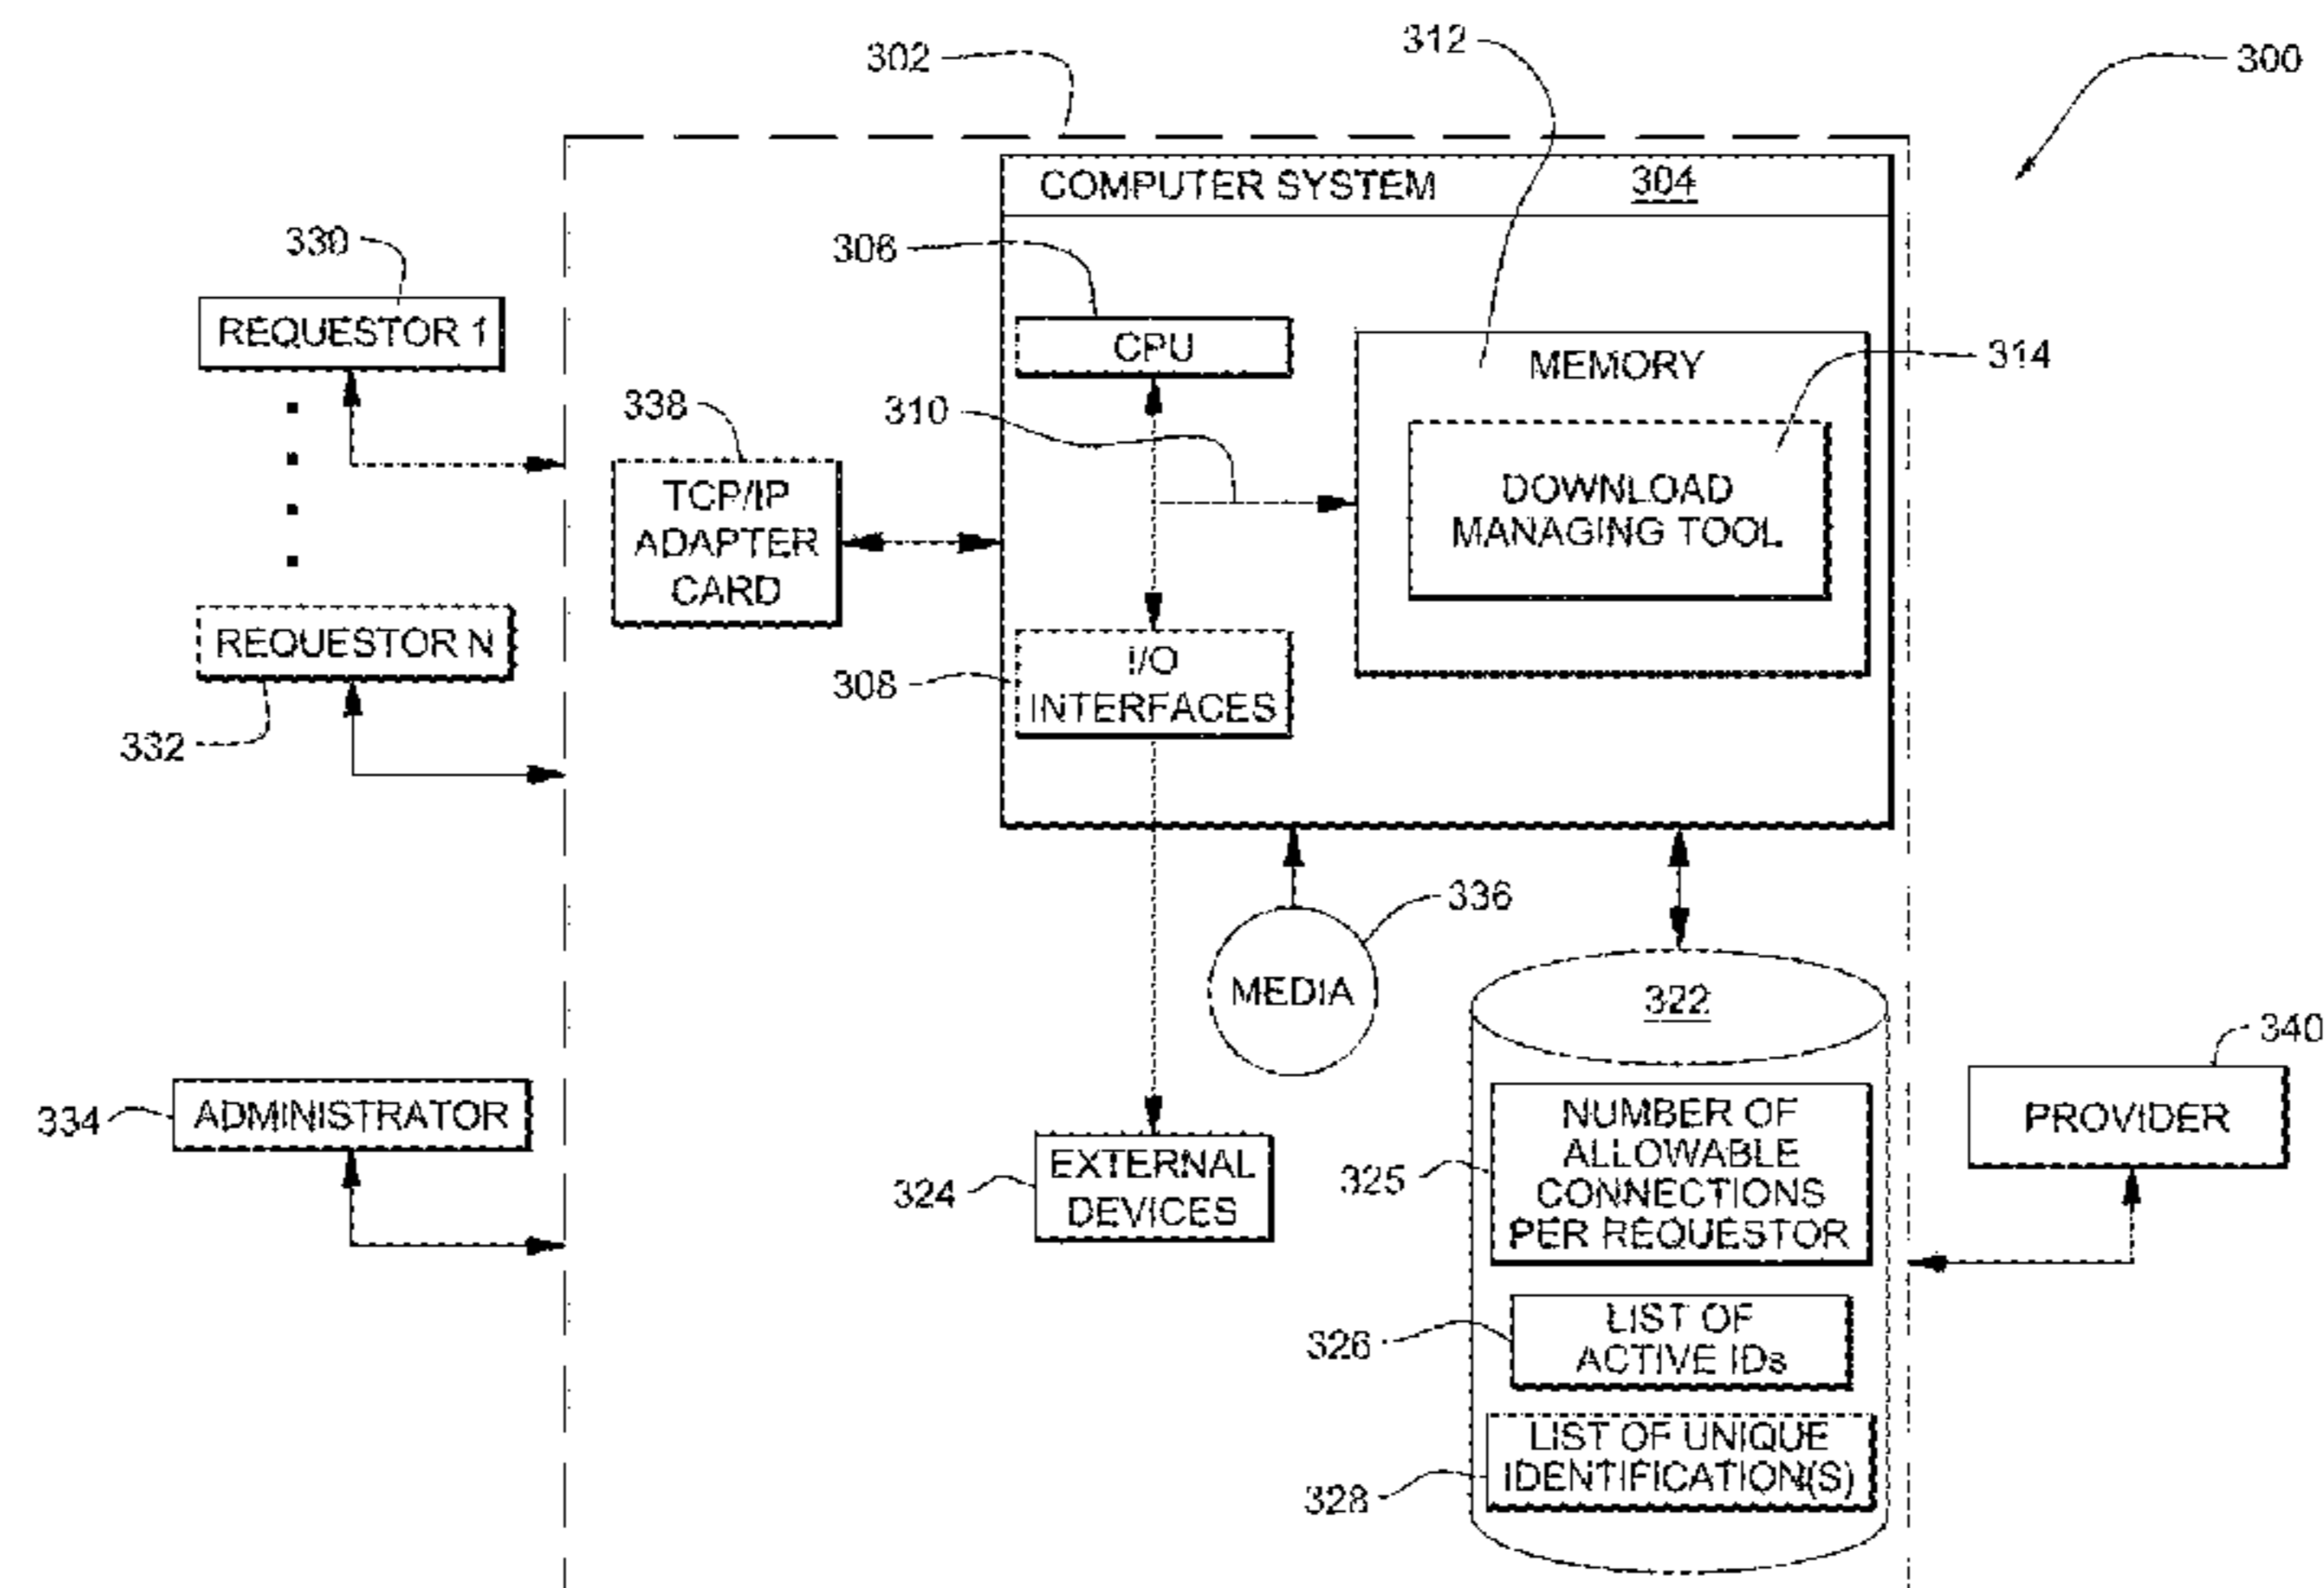 302
312
300
COMPUTER SYSTEM 304
330
306
REQUESTOR 1
CPU
MEMORY
314
338
310
TCP/IP
ADAPTER
CARD
DOWNLOAD
MANAGING TOOL
REQUESTOR N
332
I/O
INTERFACES
308
336
MEDIA
322
340
334
ADMINISTRATOR
PROVIDER
324
EXTERNAL
DEVICES
325
NUMBER OF
ALLOWABLE
CONNECTIONS
PER REQUESTOR
326
LIST OF
ACTIVE IDs
328
LIST OF UNIQUE
IDENTIFICATION(S)